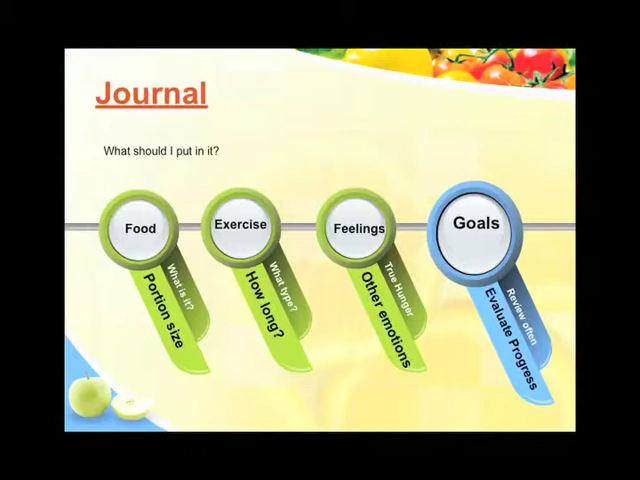 Journal
What should I put in it?
Food
What is it?
Portion size
Exercise
What type?
How long?
Feelings
True Hunger
Other emotions
Goals
Review often
Evaluate Progress